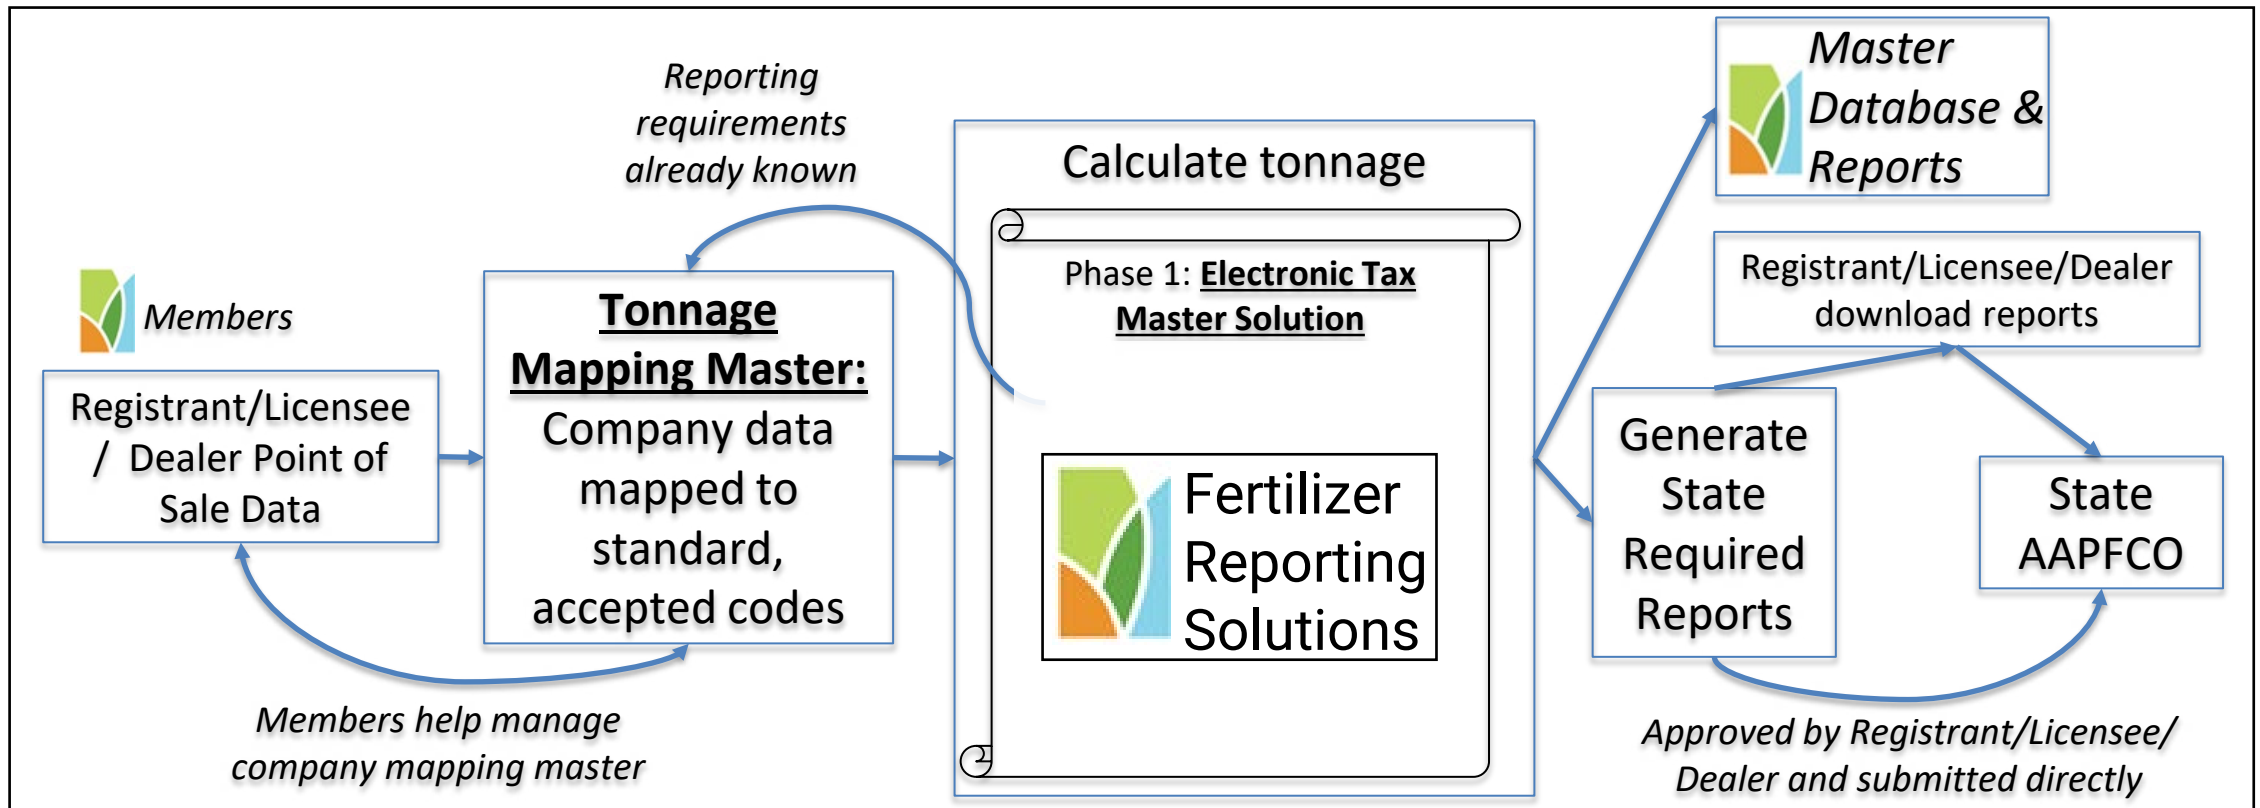 Members
Registrant/Licensee
/ Dealer Point of
Sale Data
Members help manage
company mapping master
Reporting
requirements
already known
Tonnage
Mapping Master:
Company data
mapped to
standard,
accepted codes
Calculate tonnage
Phase 1: Electronic Tax
Master Solution
Fertilizer
Reporting
Solutions
Master
Database &
Reports
Registrant/Licensee/Dealer
download reports
Generate
State
Required
Reports
State
AAPFCO
Approved by Registrant/Licensee/
Dealer and submitted directly